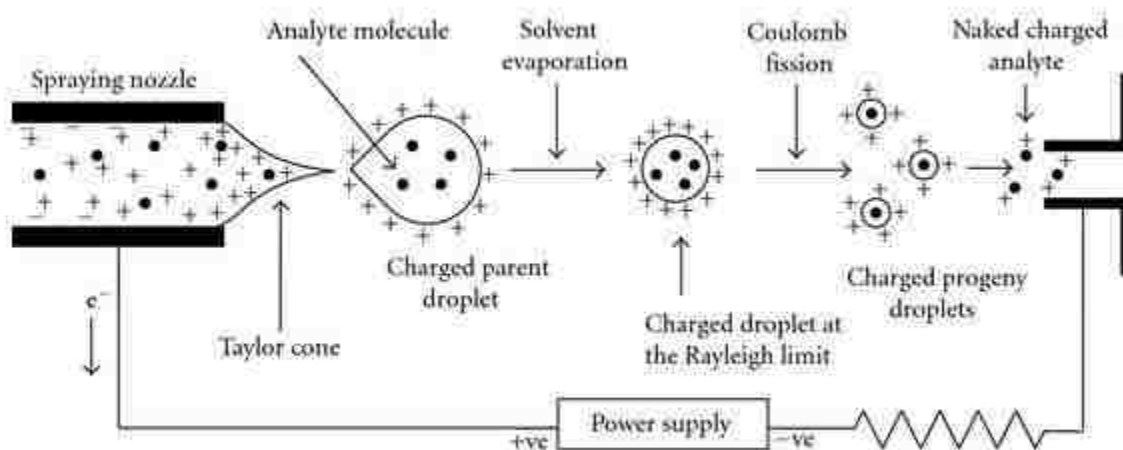 Analyte molecule
Solvent
evaporation
Coulomb
fission
Naked charged
analyte
Spraying nozzle
Charged parent
droplet
Charged progeny
droplets
e⁻
Taylor cone
Charged droplet at
the Rayleigh limit
+ve
Power supply
−ve